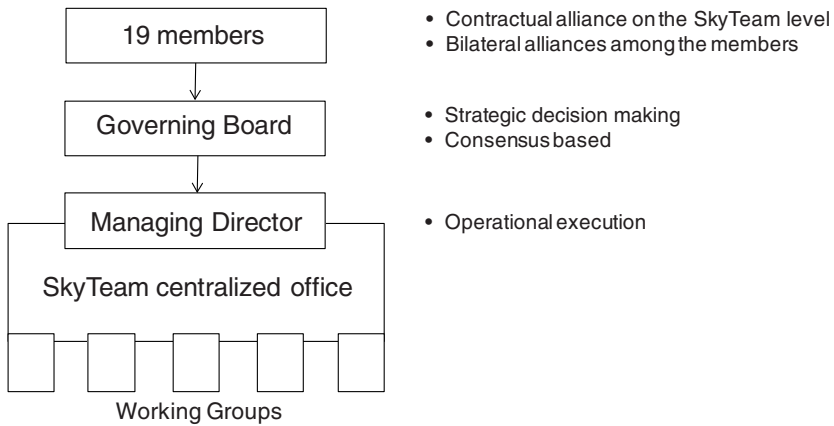 19 members
• Contractual alliance on the SkyTeam level
• Bilateral alliances among the members
Governing Board
• Strategic decision making
• Consensus based
Managing Director
• Operational execution
SkyTeam centralized office
Working Groups